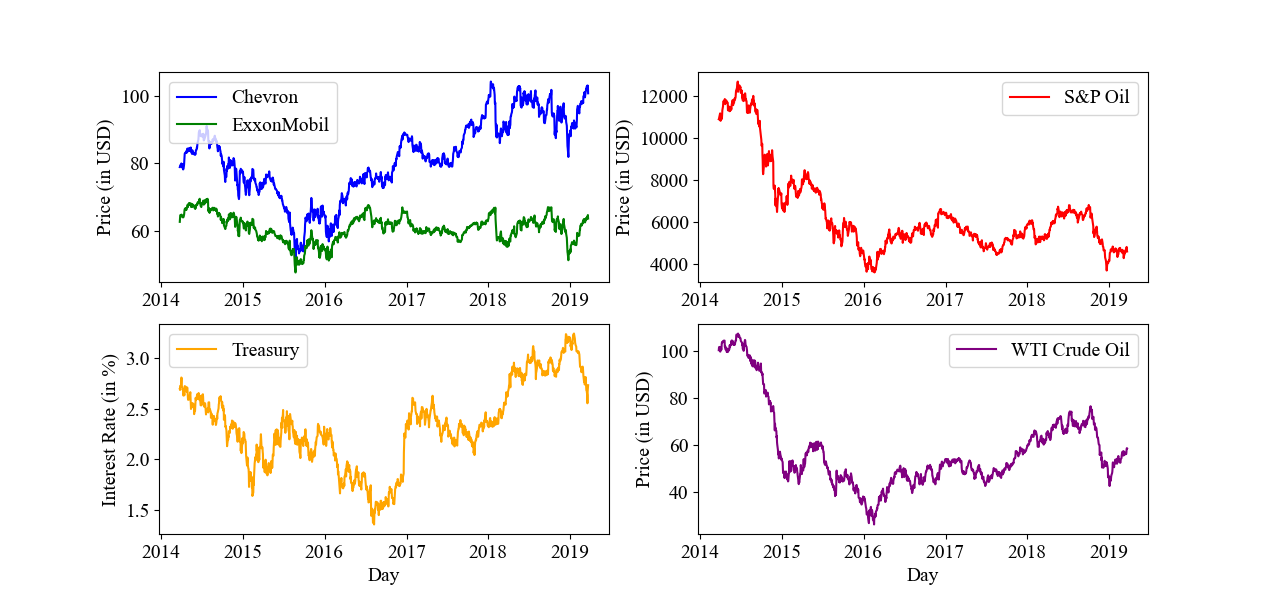 Price (in USD)
100
80
60
Chevron
ExxonMobil
2014 2015 2016 2017 2018 2019
Price (in USD)
12000
10000
8000
6000
4000
S&P Oil
2014 2015 2016 2017 2018 2019
Interest Rate (in %)
3.0
2.5
2.0
1.5
Treasury
2014 2015 2016 2017 2018 2019
Day
Price (in USD)
100
80
60
40
WTI Crude Oil
2014 2015 2016 2017 2018 2019
Day